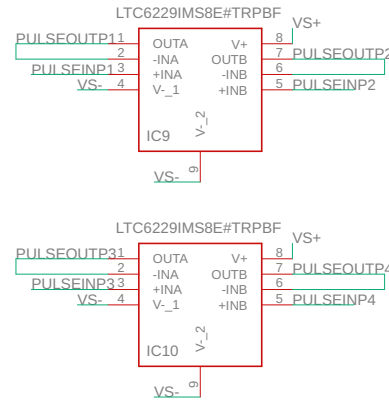 LTC6229IMS8E#TRPBF
VS+
PULSEOUTP1 1 OUTA V+ 8
2 -INA OUTB 7 PULSEOUTP2
PULSEINP1 3 +INA -INB 6
VS- 4 V-_1 +INB 5 PULSEINP2
IC9 V-_2
9
VS-
LTC6229IMS8E#TRPBF
VS+
PULSEOUTP3 1 OUTA V+ 8
2 -INA OUTB 7 PULSEOUTP4
PULSEINP3 3 +INA -INB 6
VS- 4 V-_1 +INB 5 PULSEINP4
IC10 V-_2
9
VS-